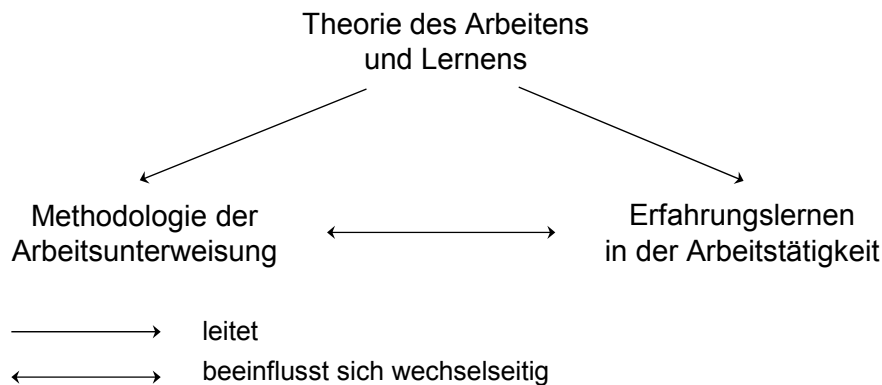 Theorie des Arbeitens
und Lernens
Methodologie der
Arbeitsunterweisung
Erfahrungslernen
in der Arbeitstätigkeit
leitet
beeinflusst sich wechselseitig